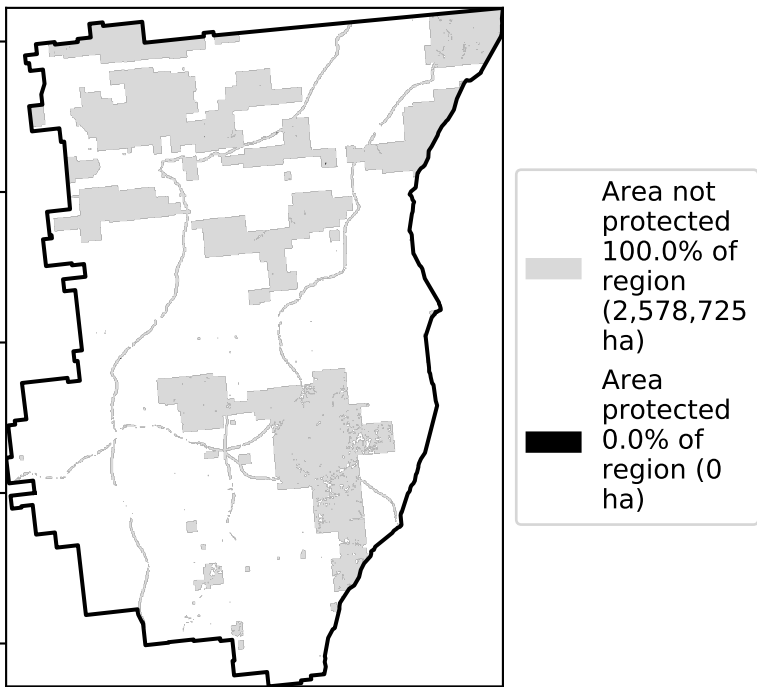 Area not
protected
100.0% of
region
(2,578,725
ha)
Area
protected
0.0% of
region (0
ha)